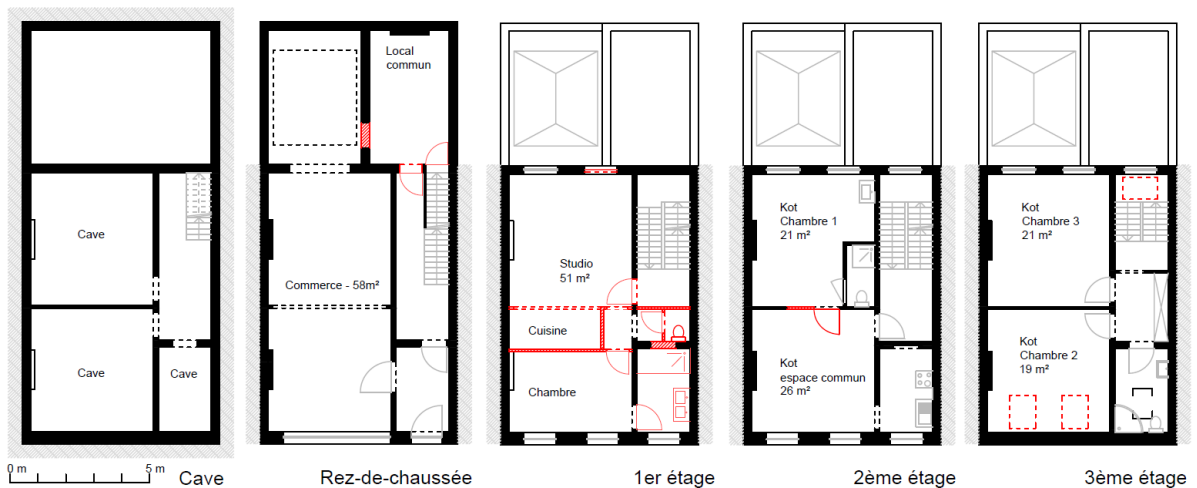 Cave
Cave
Cave
0 m
5 m
Cave
Local
commun
Commerce - 58m²
Rez-de-chaussée
Studio
51 m²
Cuisine
Chambre
1er étage
Kot
Chambre 1
21 m²
Kot
espace commun
26 m²
2ème étage
Kot
Chambre 3
21 m²
Kot
Chambre 2
19 m²
3ème étage